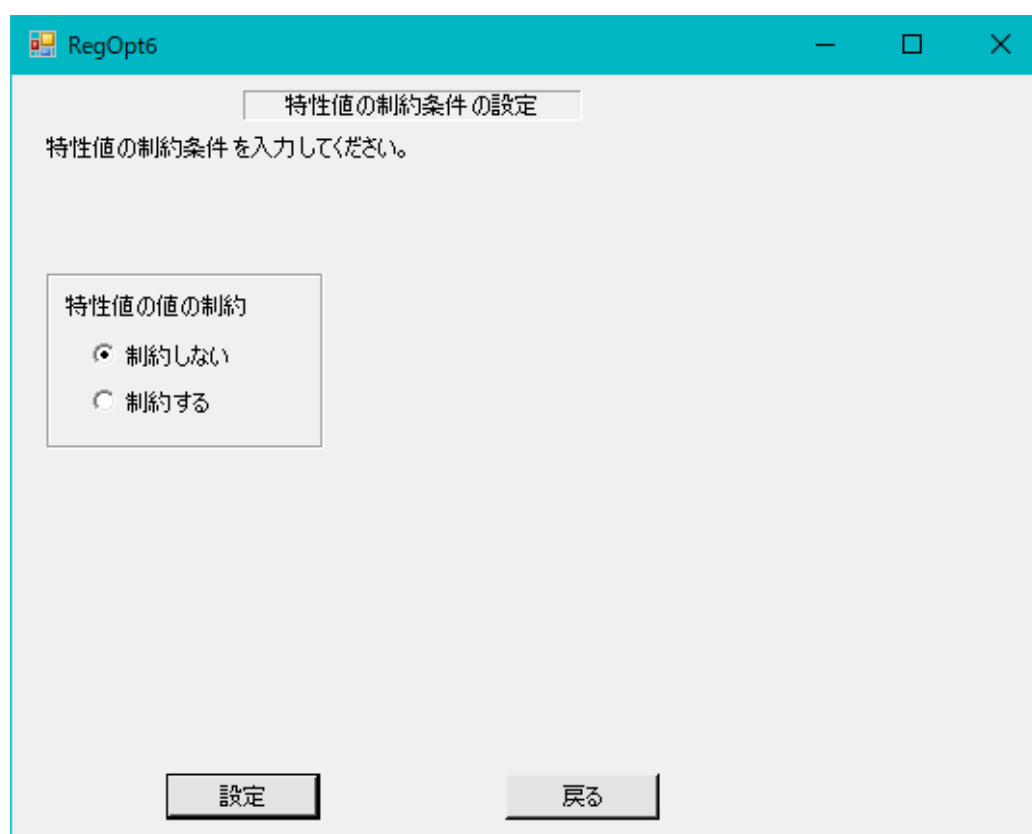 RegOpt6
特性値の制約条件の設定
特性値の制約条件を入力してください。
特性値の値の制約
制約しない
制約する
設定
戻る